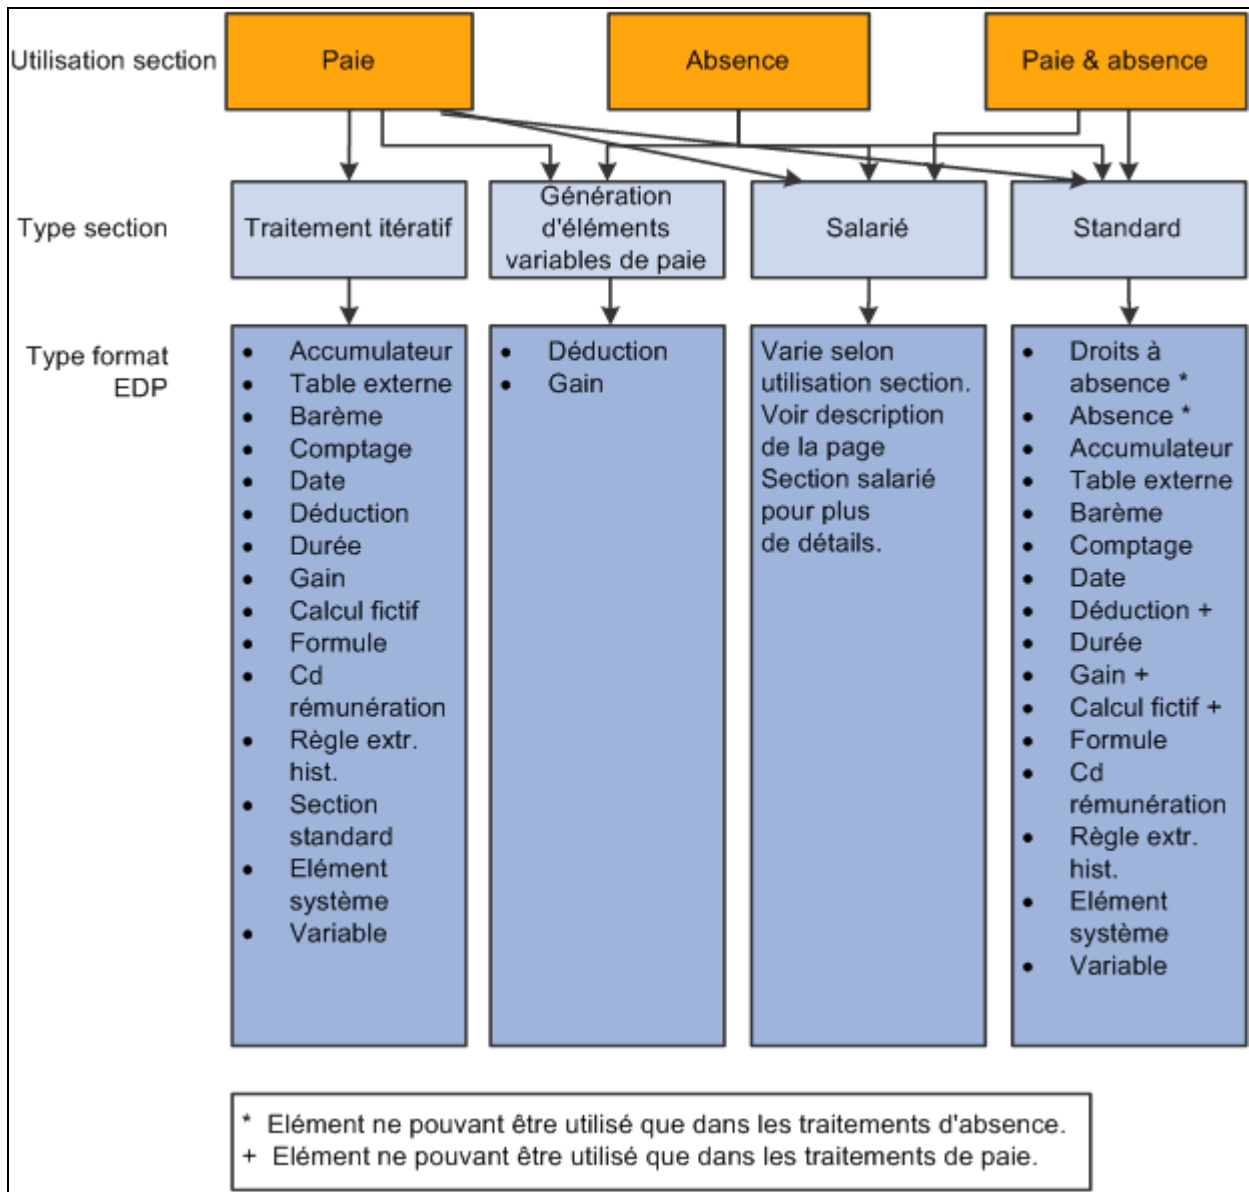 Utilisation section
Paie
Absence
Paie & absence
Type section
Traitement itératif
Génération
d'éléments
variables de paie
Salarié
Standard
Type format
EDP
• Accumulateur
• Table externe
• Barème
• Comptage
• Date
• Déduction
• Durée
• Gain
• Calcul fictif
• Formule
• Cd
rémunération
• Règle extr.
hist.
• Section
standard
• Elément
système
• Variable
• Déduction
• Gain
Varie selon
utilisation section.
Voir description
de la page
Section salarié
pour plus
de détails.
• Droits à
absence *
• Absence *
• Accumulateur
• Table externe
• Barème
• Comptage
• Date
• Déduction +
• Durée
• Gain +
• Calcul fictif +
• Formule
• Cd
rémunération
• Règle extr.
hist.
• Elément
système
• Variable
* Elément ne pouvant être utilisé que dans les traitements d'absence.
+ Elément ne pouvant être utilisé que dans les traitements de paie.